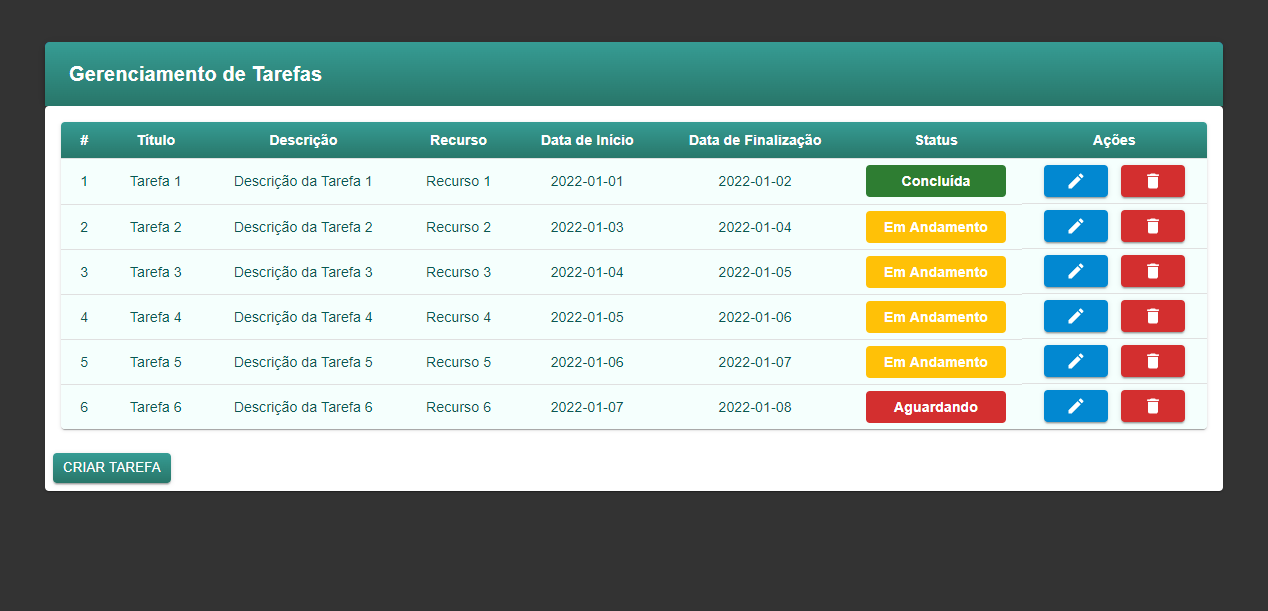 Gerenciamento de Tarefas
# Título Descrição Recurso Data de Início Data de Finalização Status Ações
1 Tarefa 1 Descrição da Tarefa 1 Recurso 1 2022-01-01 2022-01-02 Concluída
2 Tarefa 2 Descrição da Tarefa 2 Recurso 2 2022-01-03 2022-01-04 Em Andamento
3 Tarefa 3 Descrição da Tarefa 3 Recurso 3 2022-01-04 2022-01-05 Em Andamento
4 Tarefa 4 Descrição da Tarefa 4 Recurso 4 2022-01-05 2022-01-06 Em Andamento
5 Tarefa 5 Descrição da Tarefa 5 Recurso 5 2022-01-06 2022-01-07 Em Andamento
6 Tarefa 6 Descrição da Tarefa 6 Recurso 6 2022-01-07 2022-01-08 Aguardando
CRIAR TAREFA